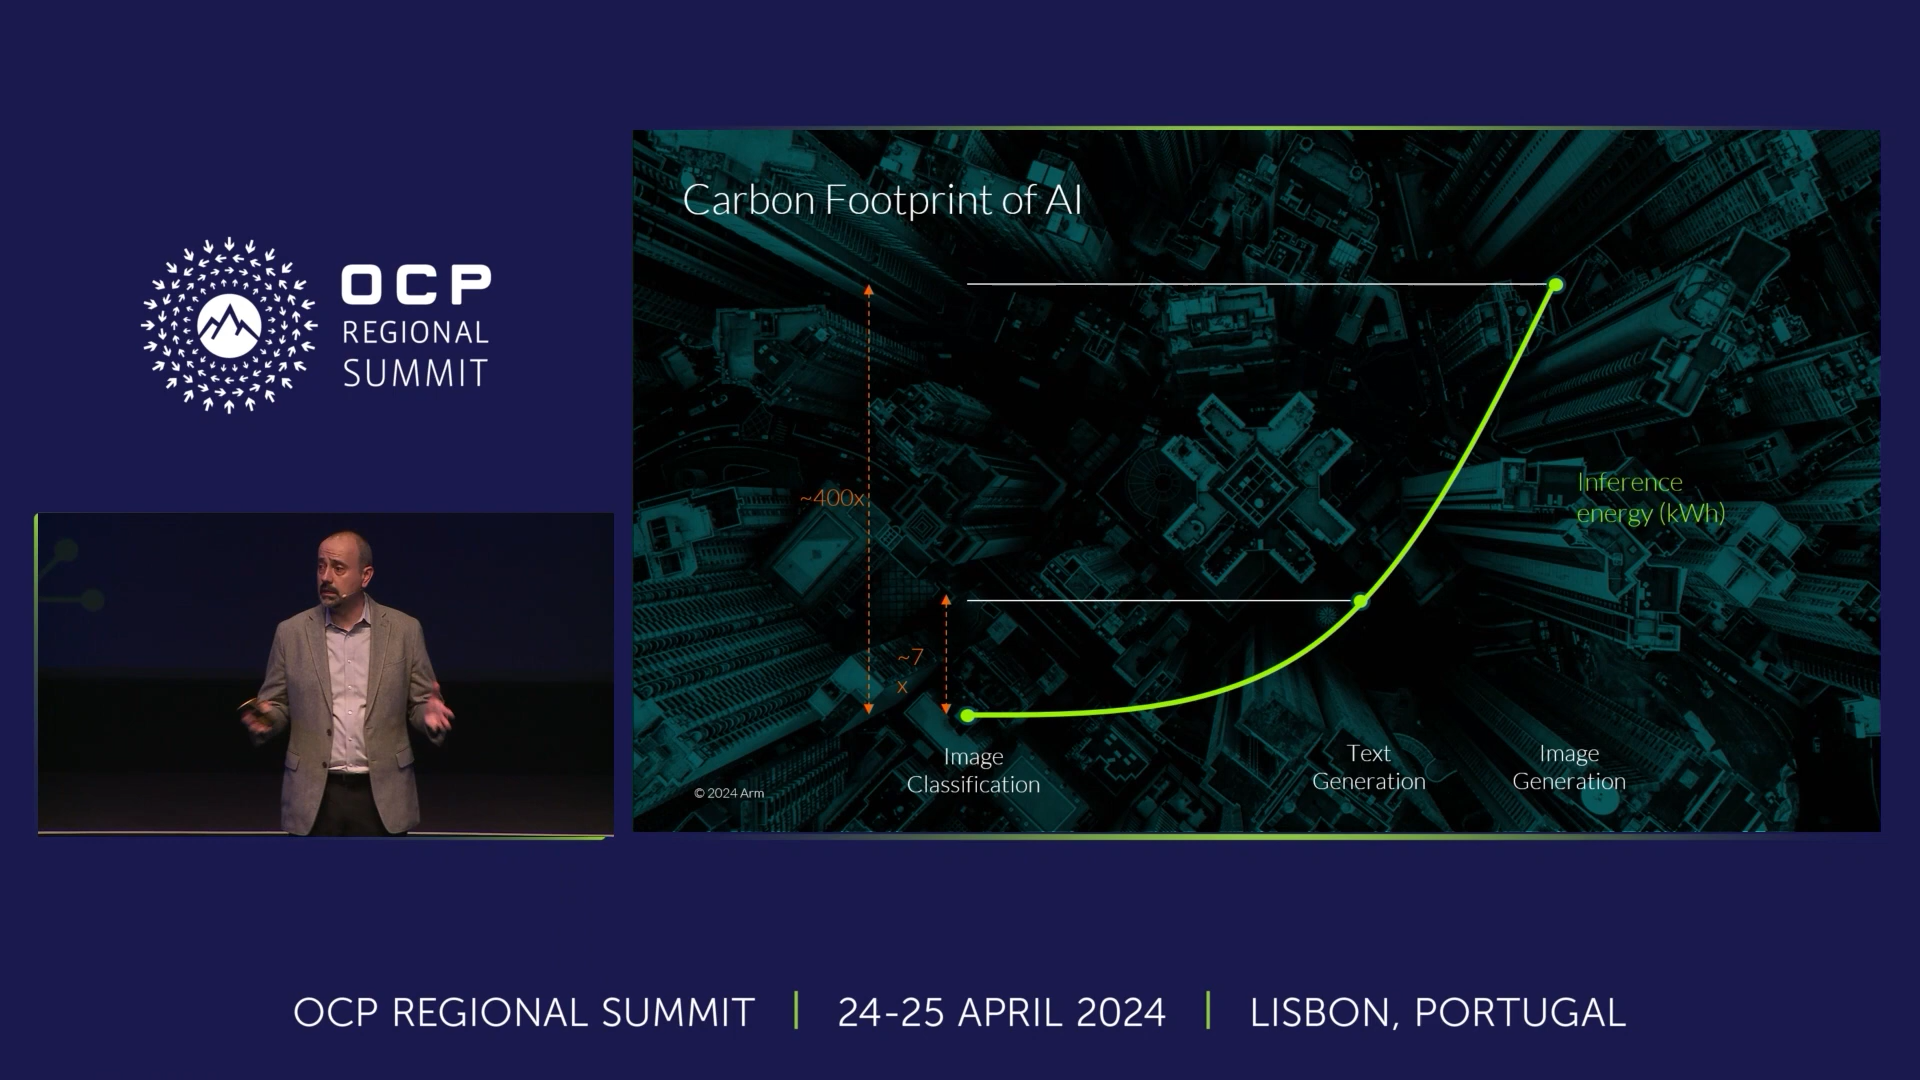 OCP
REGIONAL
SUMMIT
Carbon Footprint of AI
~400x
~7
x
Inference
energy (kWh)
Image
Classification
Text
Generation
Image
Generation
© 2024 Arm
OCP REGIONAL SUMMIT | 24-25 APRIL 2024 | LISBON, PORTUGAL